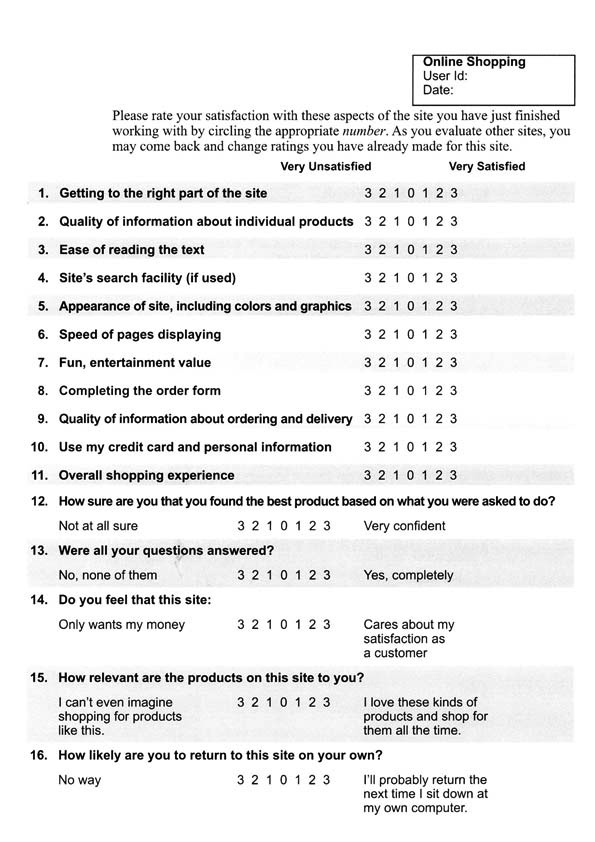 Online Shopping
User Id:
Date:
Please rate your satisfaction with these aspects of the site you have just finished
working with by circling the appropriate number. As you evaluate other sites, you
may come back and change ratings you have already made for this site.
Very Unsatisfied Very Satisfied
1. Getting to the right part of the site 3 2 1 0 1 2 3
2. Quality of information about individual products 3 2 1 0 1 2 3
3. Ease of reading the text 3 2 1 0 1 2 3
4. Site's search facility (if used) 3 2 1 0 1 2 3
5. Appearance of site, including colors and graphics 3 2 1 0 1 2 3
6. Speed of pages displaying 3 2 1 0 1 2 3
7. Fun, entertainment value 3 2 1 0 1 2 3
8. Completing the order form 3 2 1 0 1 2 3
9. Quality of information about ordering and delivery 3 2 1 0 1 2 3
10. Use my credit card and personal information 3 2 1 0 1 2 3
11. Overall shopping experience 3 2 1 0 1 2 3
12. How sure are you that you found the best product based on what you were asked to do?
Not at all sure 3 2 1 0 1 2 3 Very confident
13. Were all your questions answered?
No, none of them 3 2 1 0 1 2 3 Yes, completely
14. Do you feel that this site:
Only wants my money 3 2 1 0 1 2 3 Cares about my
satisfaction as
a customer
15. How relevant are the products on this site to you?
I can't even imagine 3 2 1 0 1 2 3 I love these kinds of
shopping for products products and shop for
like this. them all the time.
16. How likely are you to return to this site on your own?
No way 3 2 1 0 1 2 3 I'll probably return the
next time I sit down at
my own computer.